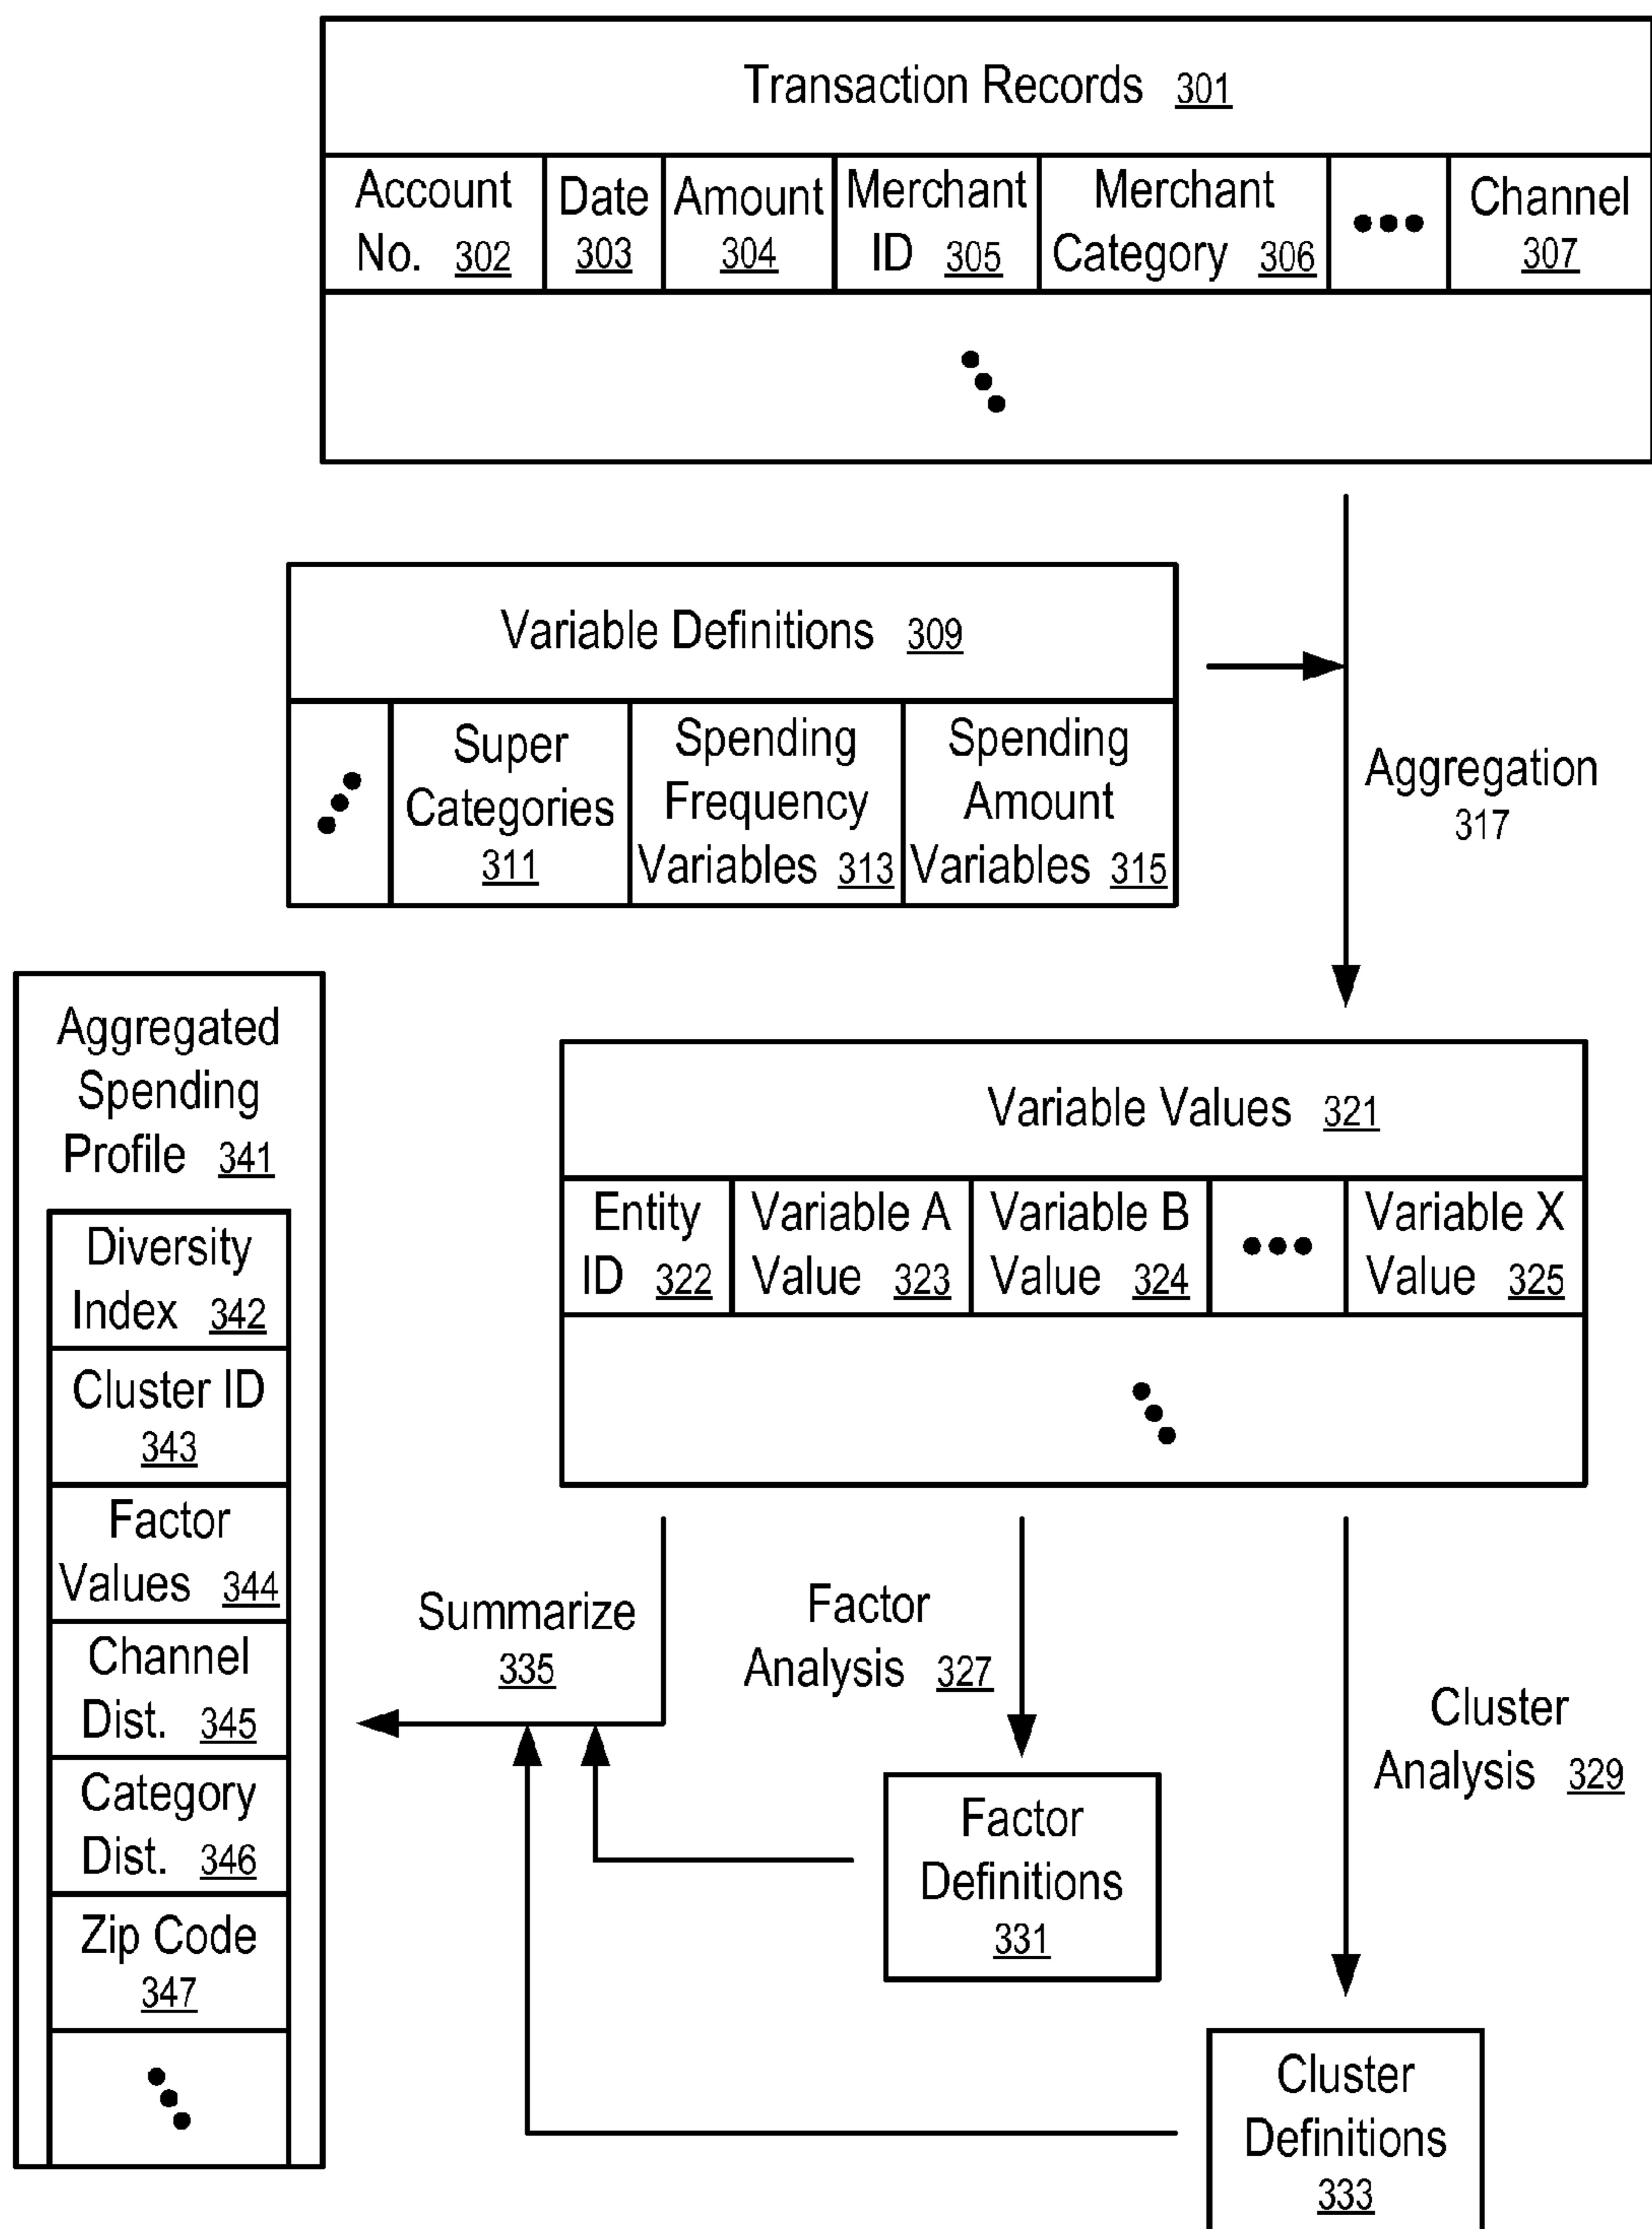 Transaction Records 301
Account
No. 302
Date
303
Amount
304
Merchant
ID 305
Merchant
Category 306
Channel
307
Variable Definitions 309
Super
Categories
311
Spending
Frequency
Variables 313
Spending
Amount
Variables 315
Aggregation
317
Aggregated
Spending
Profile 341
Diversity
Index 342
Cluster ID
343
Factor
Values 344
Channel
Dist. 345
Category
Dist. 346
Zip Code
347
Variable Values 321
Entity
ID 322
Variable A
Value 323
Variable B
Value 324
Variable X
Value 325
Summarize
335
Factor
Analysis 327
Cluster
Analysis 329
Factor
Definitions
331
Cluster
Definitions
333